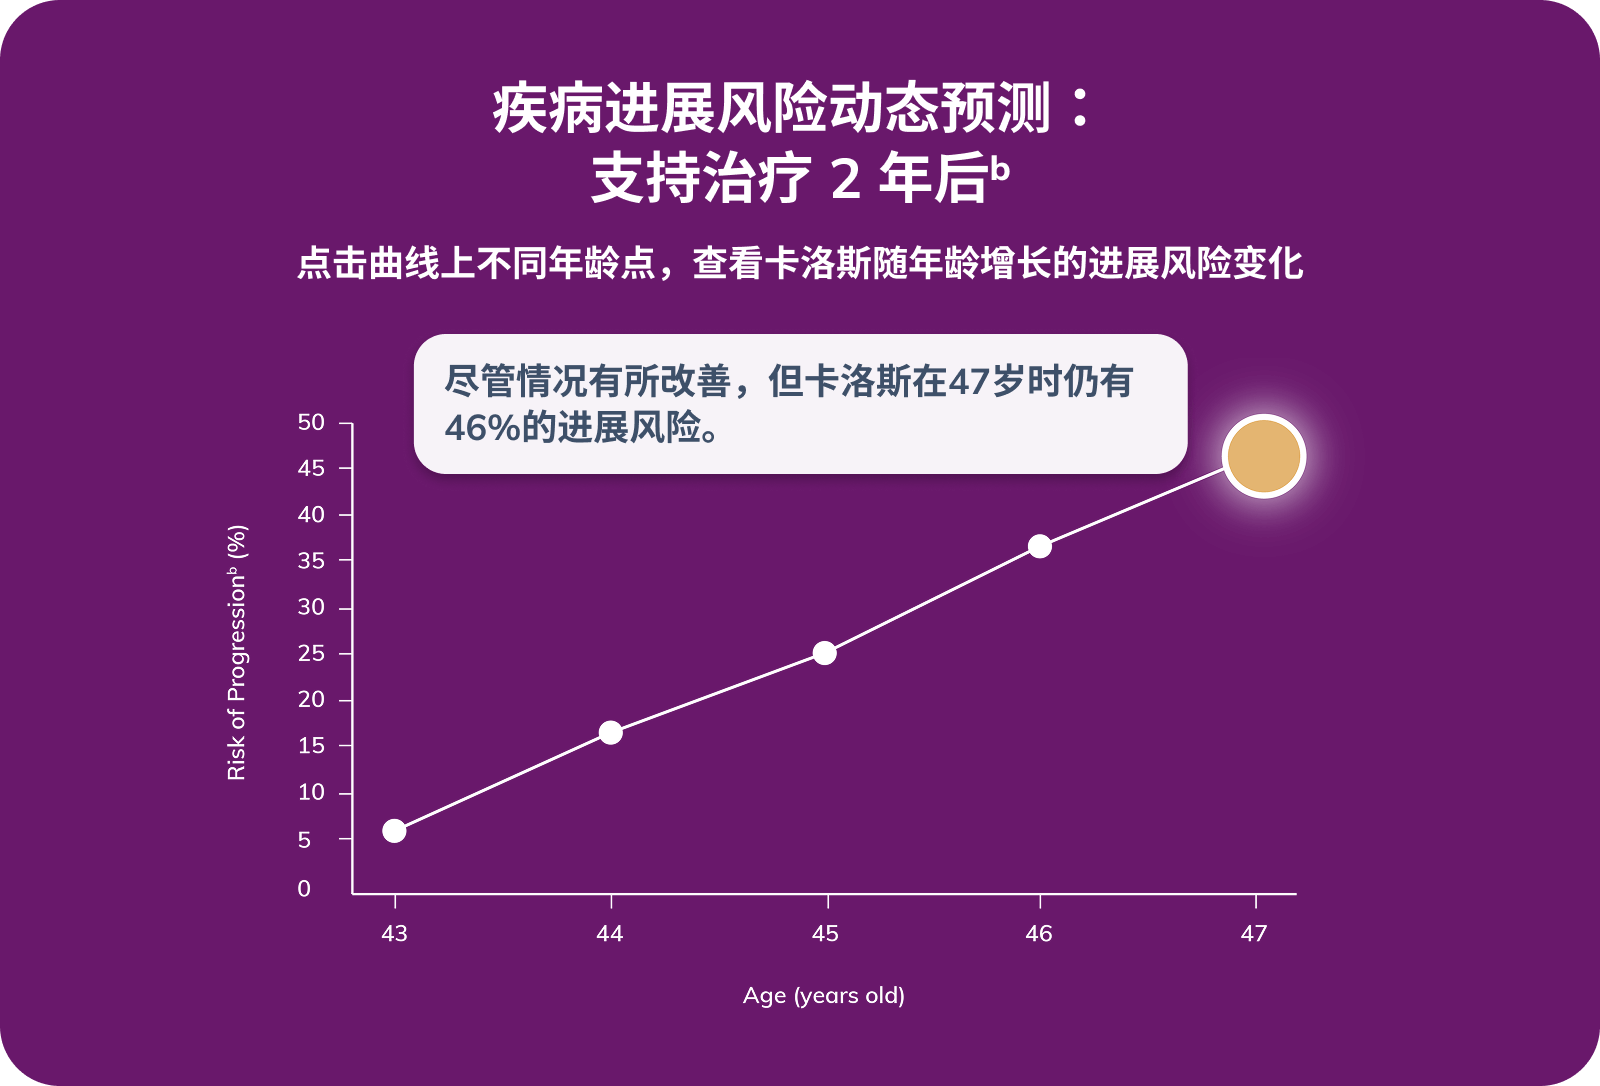 疾病进展风险动态预测：
支持治疗 2 年后ᵇ
点击曲线上不同年龄点，查看卡洛斯随年龄增长的进展风险变化
尽管情况有所改善，但卡洛斯在47岁时仍有
46%的进展风险。
50
45
40
35
30
25
20
15
10
5
0
Risk of Progressionᵇ (%)
43 44 45 46 47
Age (years old)